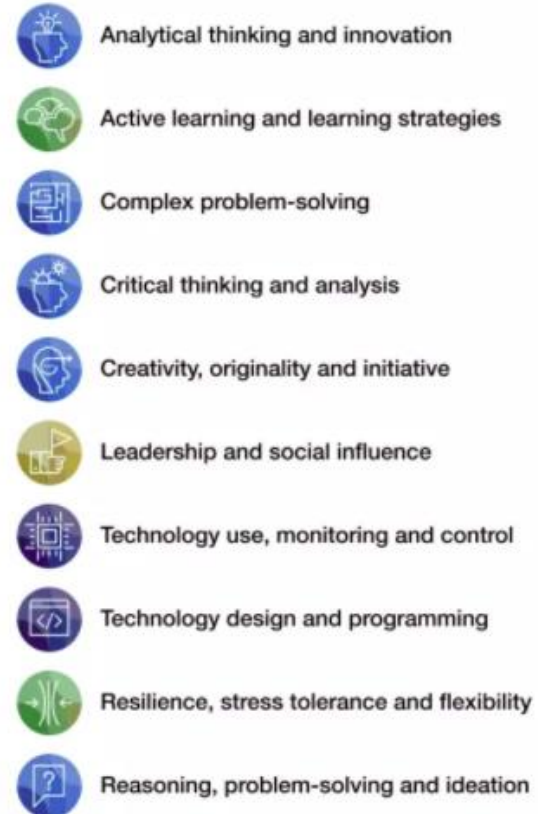 Analytical thinking and innovation
Active learning and learning strategies
Complex problem-solving
Critical thinking and analysis
Creativity, originality and initiative
Leadership and social influence
Technology use, monitoring and control
</>
Technology design and programming
Resilience, stress tolerance and flexibility
?
Reasoning, problem-solving and ideation